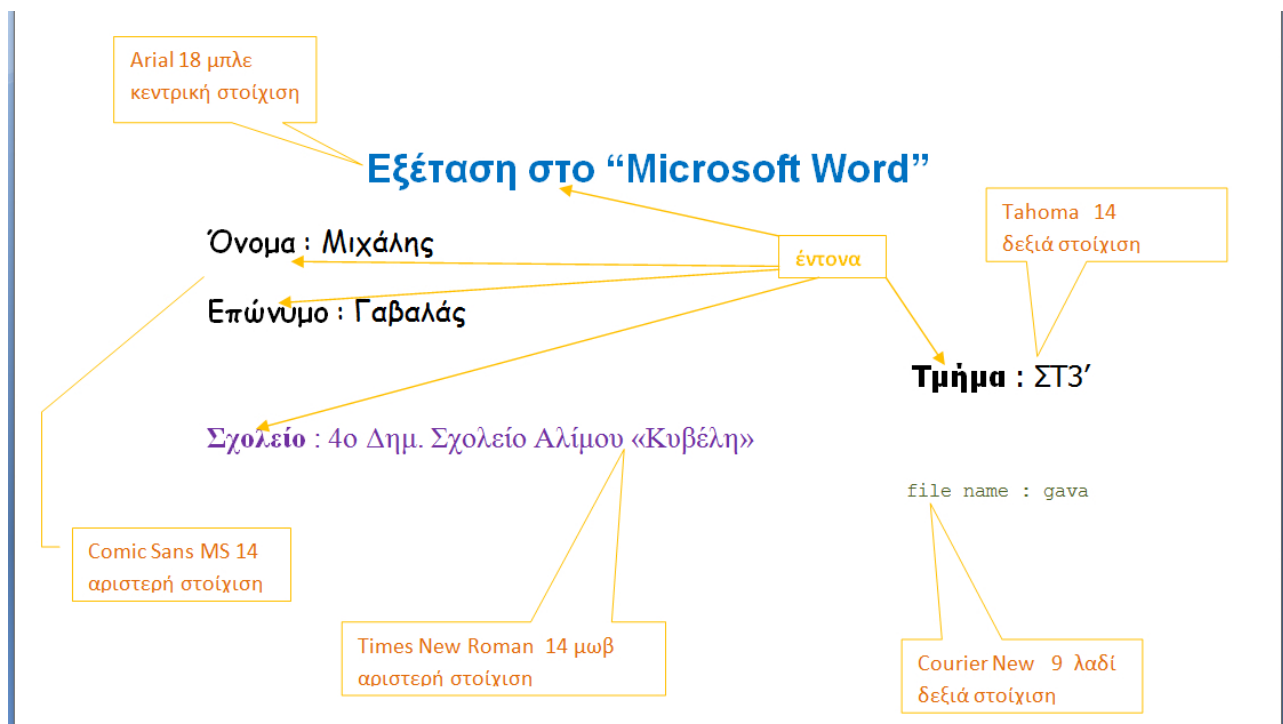 Arial 18 μπλε
κεντρική στοίχιση
Εξέταση στο “Microsoft Word”
Tahoma 14
δεξιά στοίχιση
Όνομα : Μιχάλης
έντονα
Επώνυμο : Γαβαλάς
Τμήμα : ΣΤ3’
Σχολείο : 4ο Δημ. Σχολείο Αλίμου «Κυβέλη»
file name : gava
Comic Sans MS 14
αριστερή στοίχιση
Times New Roman 14 μωβ
αριστερή στοίχιση
Courier New 9 λαδί
δεξιά στοίχιση